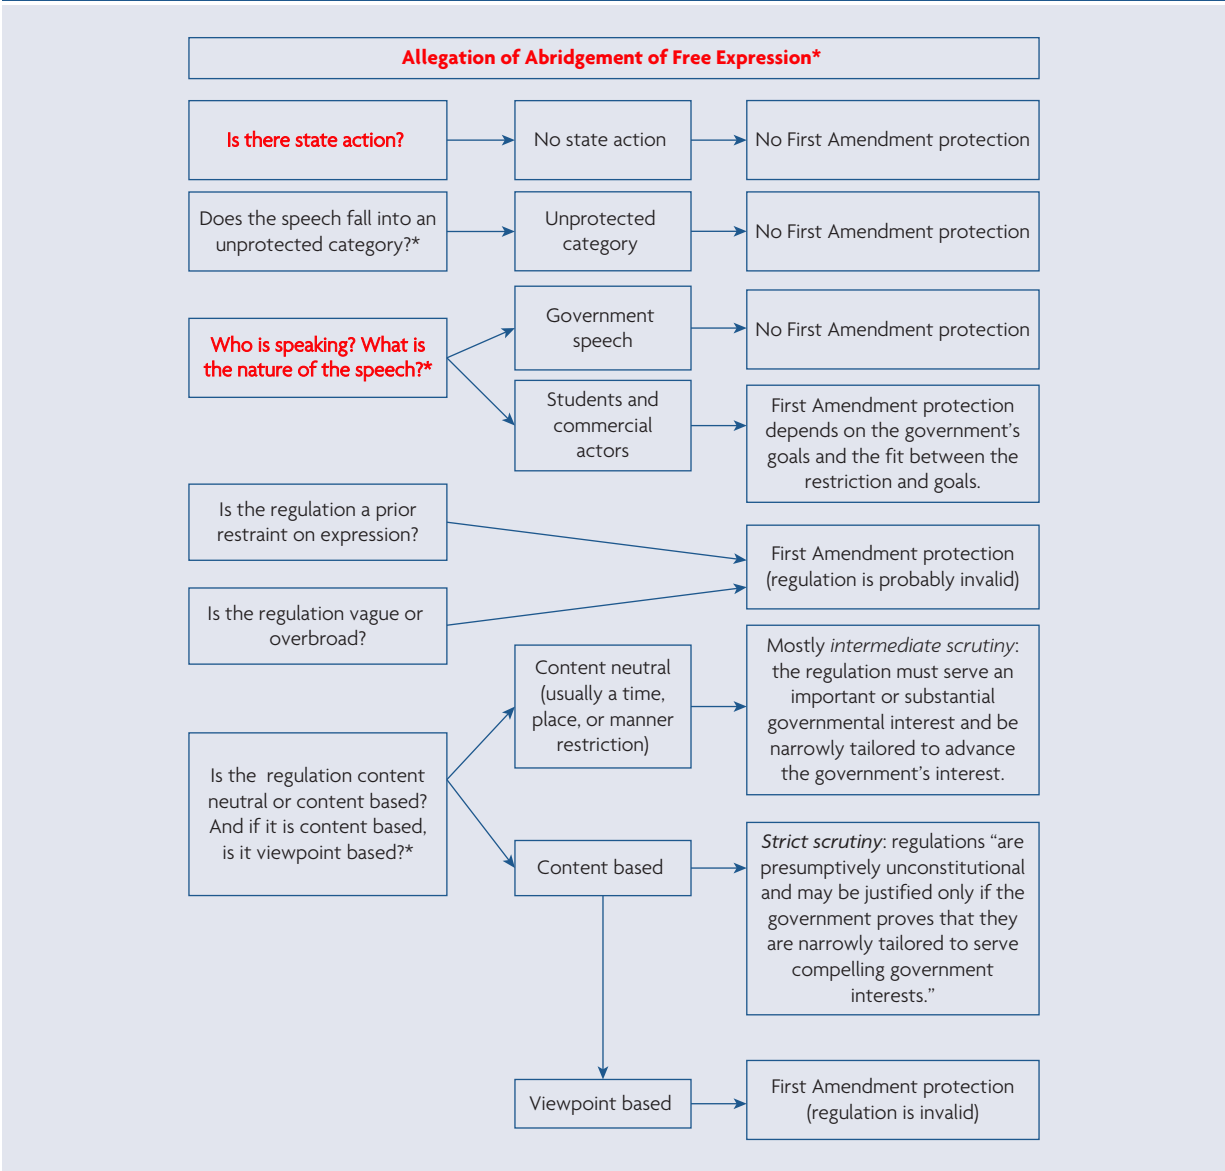 Allegation of Abridgement of Free Expression*
Is there state action?
No state action
No First Amendment protection
Does the speech fall into an
unprotected category?*
Unprotected
category
No First Amendment protection
Who is speaking? What is
the nature of the speech?*
Government
speech
No First Amendment protection
Students and
commercial
actors
First Amendment protection
depends on the government’s
goals and the fit between the
restriction and goals.
Is the regulation a prior
restraint on expression?
First Amendment protection
(regulation is probably invalid)
Is the regulation vague or
overbroad?
Is the regulation content
neutral or content based?
And if it is content based,
is it viewpoint based?*
Content neutral
(usually a time,
place, or manner
restriction)
Mostly intermediate scrutiny:
the regulation must serve an
important or substantial
governmental interest and be
narrowly tailored to advance
the government’s interest.
Content based
Strict scrutiny: regulations “are
presumptively unconstitutional
and may be justified only if the
government proves that they
are narrowly tailored to serve
compelling government
interests.”
Viewpoint based
First Amendment protection
(regulation is invalid)